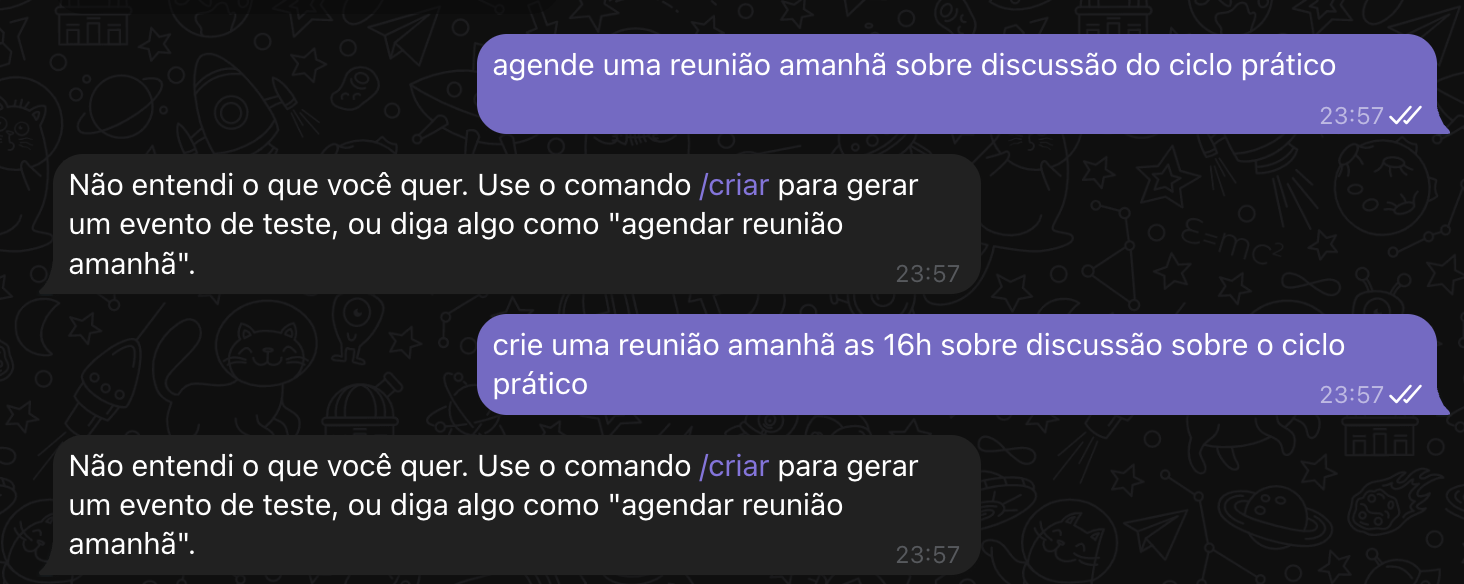 agende uma reunião amanhã sobre discussão do ciclo prático
23:57
Não entendi o que você quer. Use o comando /criar para gerar
um evento de teste, ou diga algo como "agendar reunião
amanhã".
23:57
E=mc²
crie uma reunião amanhã as 16h sobre discussão sobre o ciclo
prático
23:57
Não entendi o que você quer. Use o comando /criar para gerar
um evento de teste, ou diga algo como "agendar reunião
amanhã".
23:57